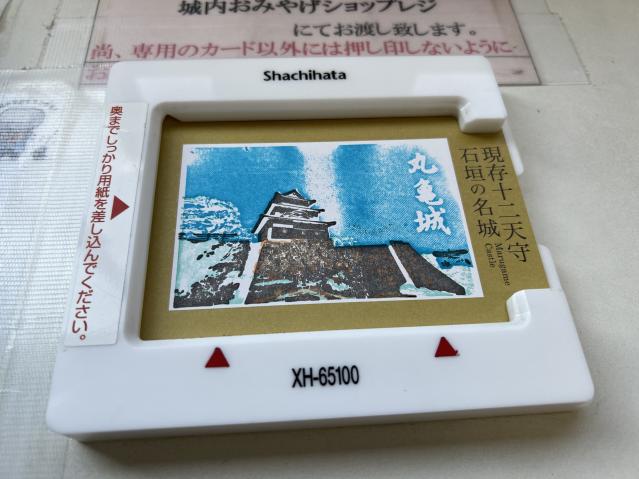 城内おみやげショップレジ
にてお渡し致します。
尚、専用のカード以外には押し印しないように
Shachihata
奥までしっかり用紙を差し込んでください。
丸亀城
現存十二天守
石垣の名城
Marugame
Castle
XH-65100